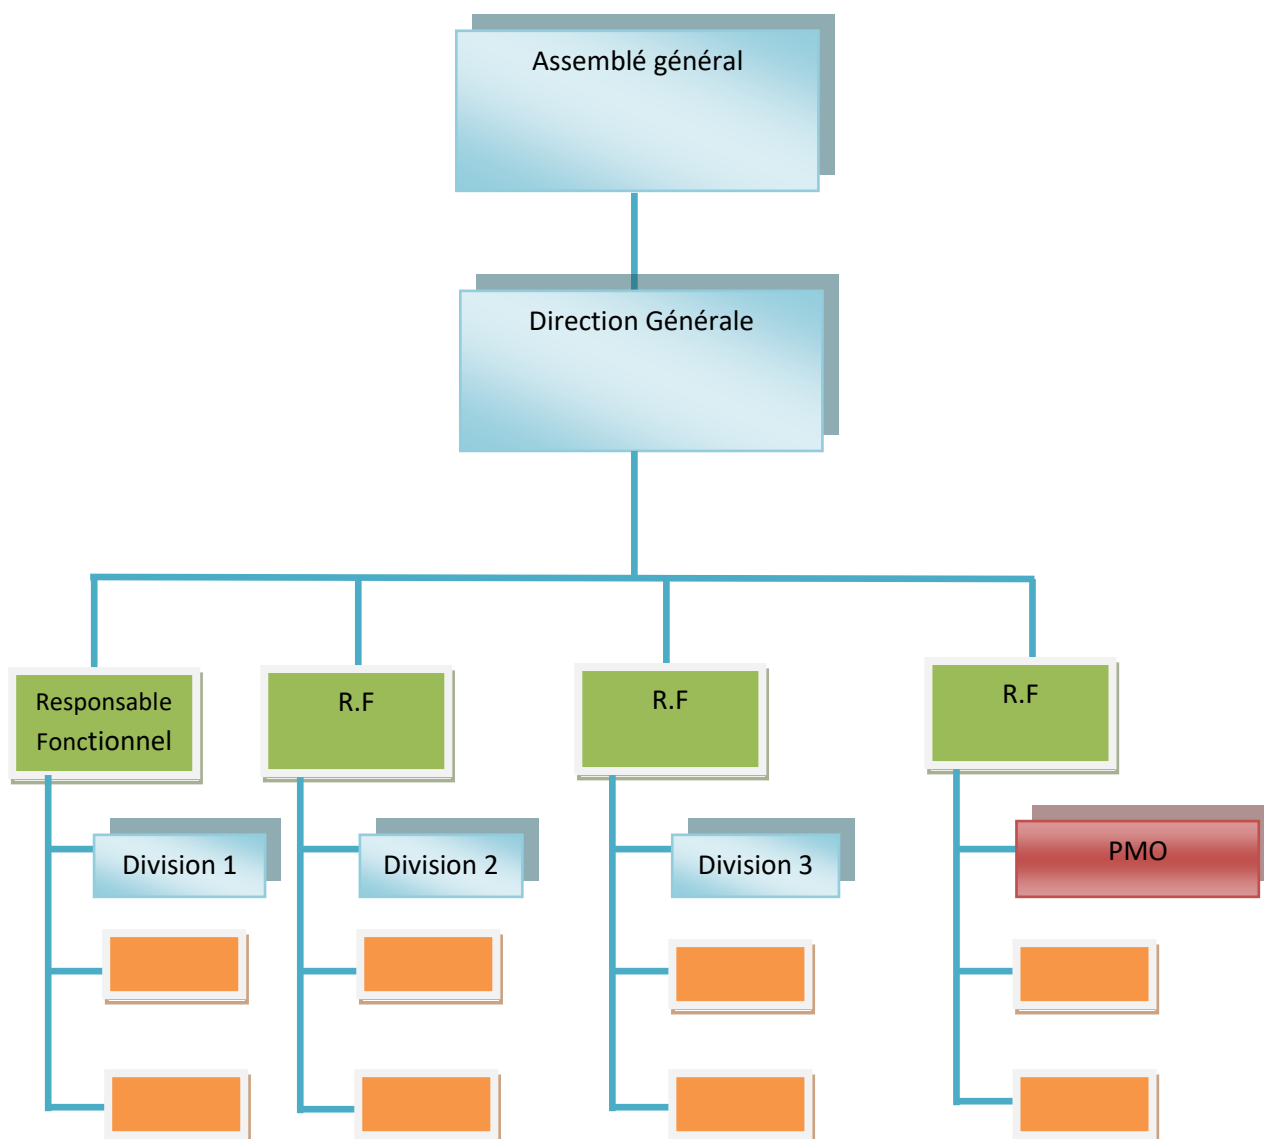 Assemblé général
Direction Générale
Responsable
Fonctionnel
R.F
R.F
R.F
Division 1
Division 2
Division 3
PMO